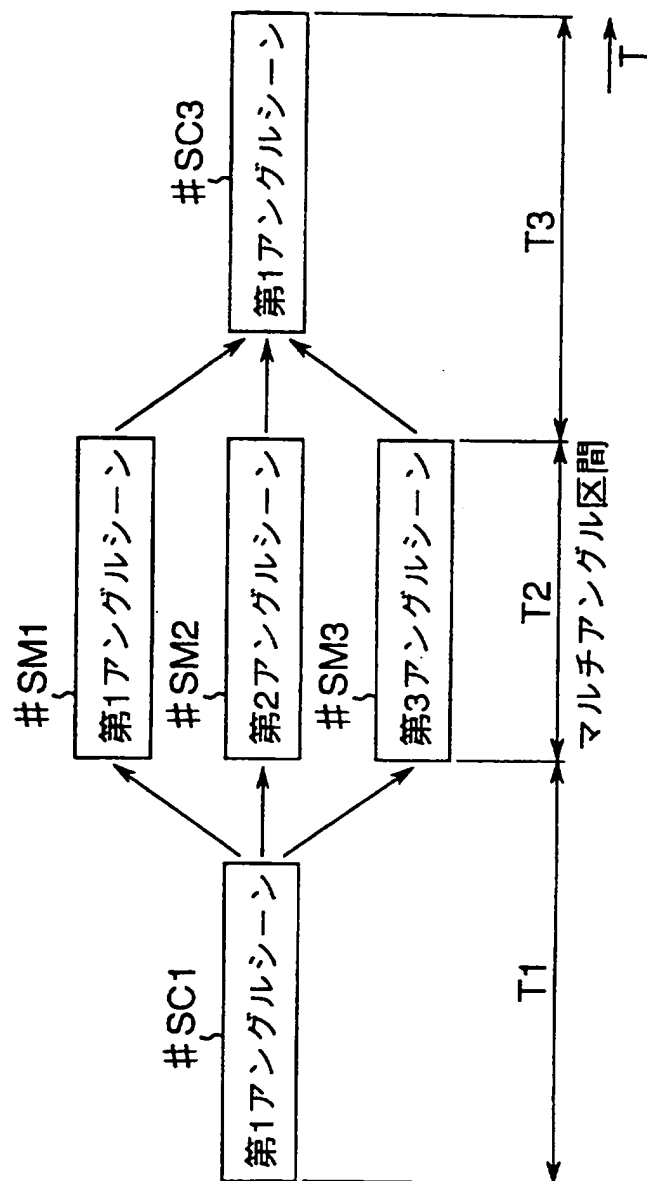 #SC1
第1アングルシーン
#SM1
第1アングルシーン
#SM2
第2アングルシーン
#SM3
第3アングルシーン
#SC3
第1アングルシーン
T1
T2
T3
マルチアングル区間
T